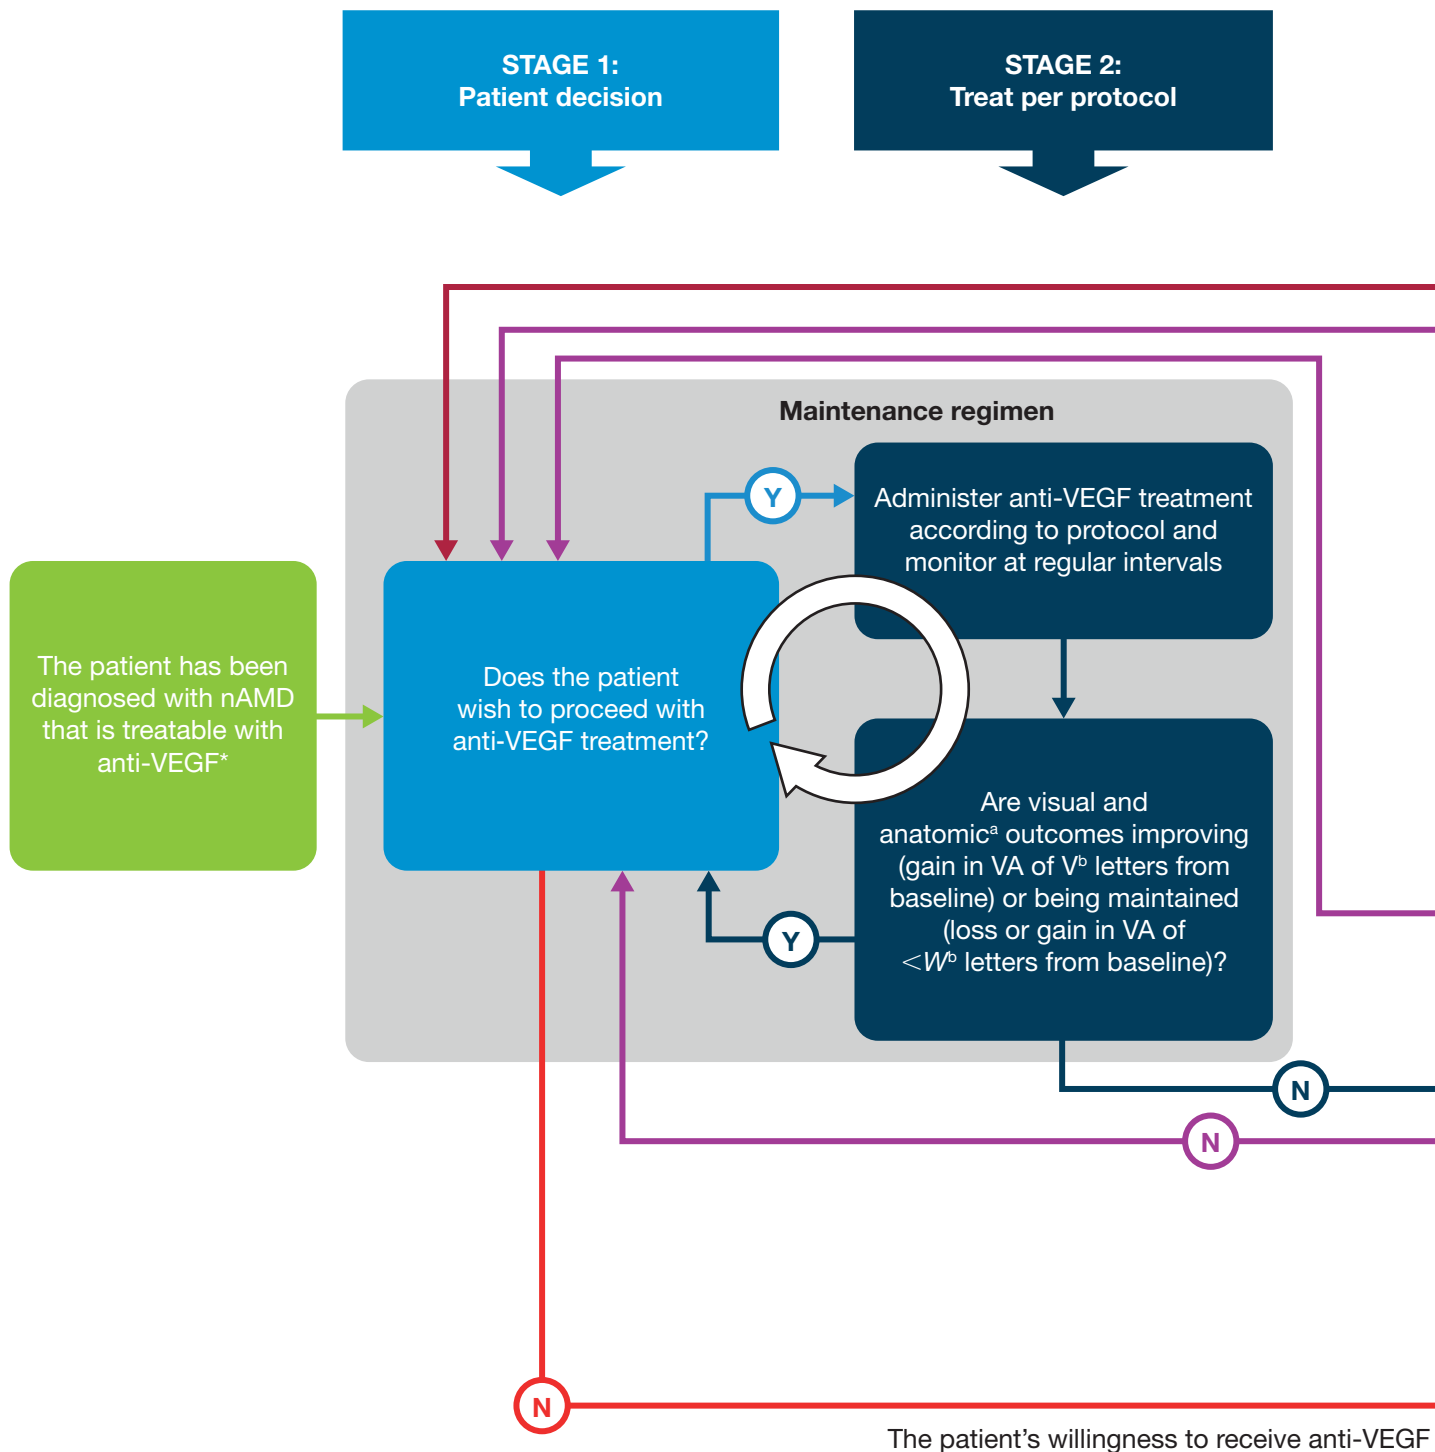 STAGE 1:
Patient decision
STAGE 2:
Treat per protocol
Maintenance regimen
Y
Administer anti-VEGF treatment
according to protocol and
monitor at regular intervals
The patient has been
diagnosed with nAMD
that is treatable with
anti-VEGF*
Does the patient
wish to proceed with
anti-VEGF treatment?
Are visual and
anatomicᵃ outcomes improving
(gain in VA of Vᵇ letters from
baseline) or being maintained
(loss or gain in VA of
<Wᵇ letters from baseline)?
Y
N
N
N
The patient’s willingness to receive anti-VEGF